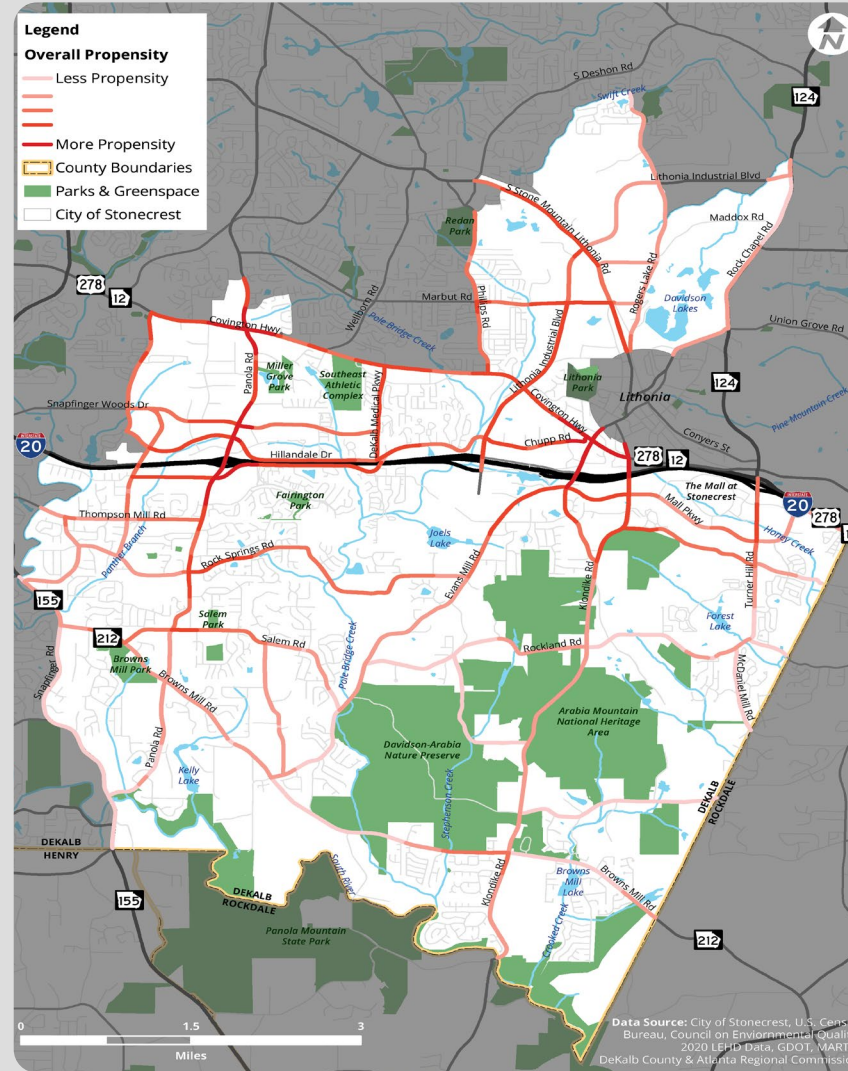 Legend
Overall Propensity
Less Propensity
More Propensity
County Boundaries
Parks & Greenspace
City of Stonecrest
N
S Deshon Rd
Swift Creek
124
Lithonia Industrial Blvd
S Stone Mountain Lithonia Rd
Maddox Rd
Redan
Park
Rock Chapel Rd
Rogers Lake Rd
278
12
Wellborn Rd
Marbut Rd
Phillips Rd
Davidson
Lakes
Covington Hwy
Pole Bridge Creek
Lithonia Industrial Blvd
Union Grove Rd
Panola Rd
Miller
Grove
Park
Southeast
Athletic
Complex
DeKalb Medical Pkwy
Lithonia
Park
124
Lithonia
Snapfinger Woods Dr
Covington Hwy
Pine Mountain Creek
INTERSTATE
20
Chupp Rd
Conyers St
Hillandale Dr
278
12
The Mall at
Stonecrest
INTERSTATE
20
Fairington
Park
Mall Pkwy
278
Thompson Mill Rd
Panther Branch
Joels
Lake
Honey Creek
Rock Springs Rd
Evans Mill Rd
Klondike Rd
Turner Hill Rd
155
Salem
Park
Forest
Lake
212
Salem Rd
Pole Bridge Creek
Rockland Rd
Snapfinger Rd
Browns
Mill Park
Browns Mill Rd
McDaniel Mill Rd
Arabia Mountain
National Heritage
Area
Panola Rd
Davidson-Arabia
Nature Preserve
Kelly
Lake
Stephenson Creek
DEKALB
ROCKDALE
DEKALB
HENRY
South River
Klondike Rd
Browns
Mill
Lake
Browns Mill Rd
DEKALB
ROCKDALE
155
Panola Mountain
State Park
Crooked Creek
212
0
1.5
3
Miles
Data Source: City of Stonecrest, U.S. Cens
Bureau, Council on Enviornmental Qualit
2020 LEHD Data, GDOT, MART
DeKalb County & Atlanta Regional Commissio